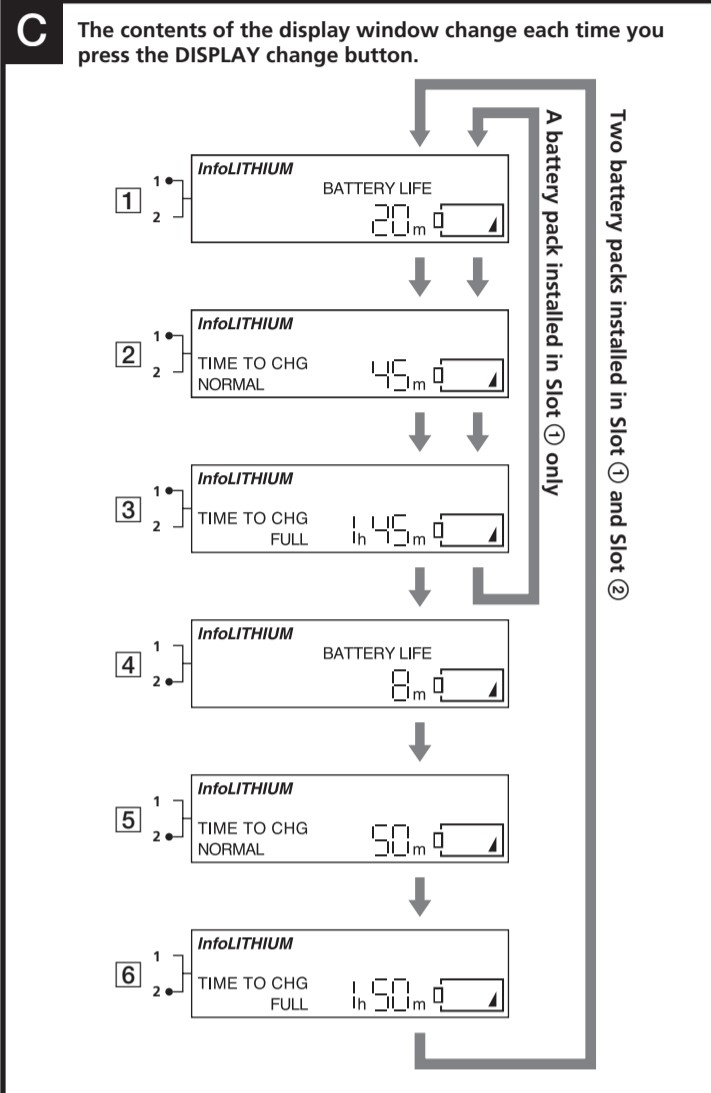 C
The contents of the display window change each time you
press the DISPLAY change button.
1
1
2
InfoLITHIUM
BATTERY LIFE
20m
2
1
2
InfoLITHIUM
TIME TO CHG
NORMAL
45m
3
1
2
InfoLITHIUM
TIME TO CHG
FULL
1h 45m
4
1
2
InfoLITHIUM
BATTERY LIFE
8m
5
1
2
InfoLITHIUM
TIME TO CHG
NORMAL
50m
6
1
2
InfoLITHIUM
TIME TO CHG
FULL
1h 50m
A battery pack installed in Slot ① only
Two battery packs installed in Slot ① and Slot ②